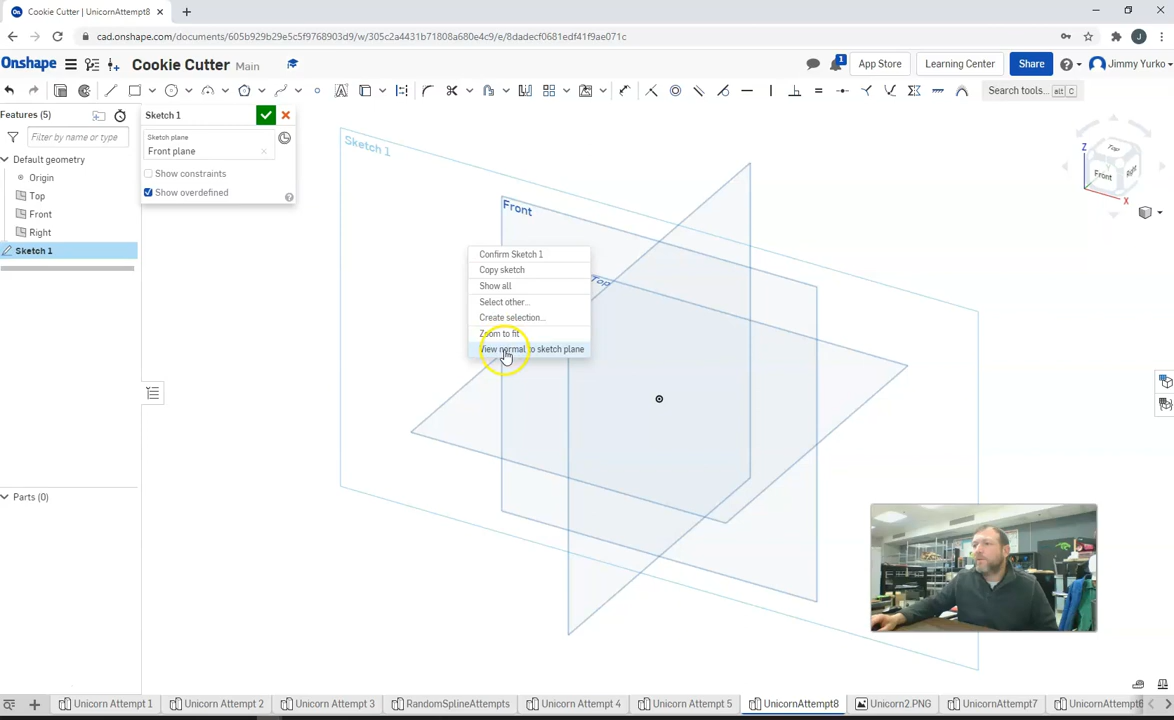 Cookie Cutter | UnicornAttempt8
cad.onshape.com/documents/605b929b29e5c5f9768903d9/w/305c2a4431b71808a680e4c9/e/8dadecf0681edf41f9ae071c
Onshape
Cookie Cutter Main
1
App Store
Learning Center
Share
Jimmy Yurko
Search tools... alt C
Features (5)
Filter by name or type
Default geometry
Origin
Top
Front
Right
Sketch 1
Sketch 1
Sketch plane
Front plane
Show constraints
Show overdefined
Sketch 1
Front
Top
Confirm Sketch 1
Copy sketch
Show all
Select other...
Create selection...
Zoom to fit
View normal to sketch plane
Z
Top
Front
Right
X
Parts (0)
Unicorn Attempt 1
Unicorn Attempt 2
Unicorn Attempt 3
RandomSplineAttempts
Unicorn Attempt 4
Unicorn Attempt 5
UnicornAttempt8
Unicorn2.PNG
UnicornAttempt7
UnicornAttempt6